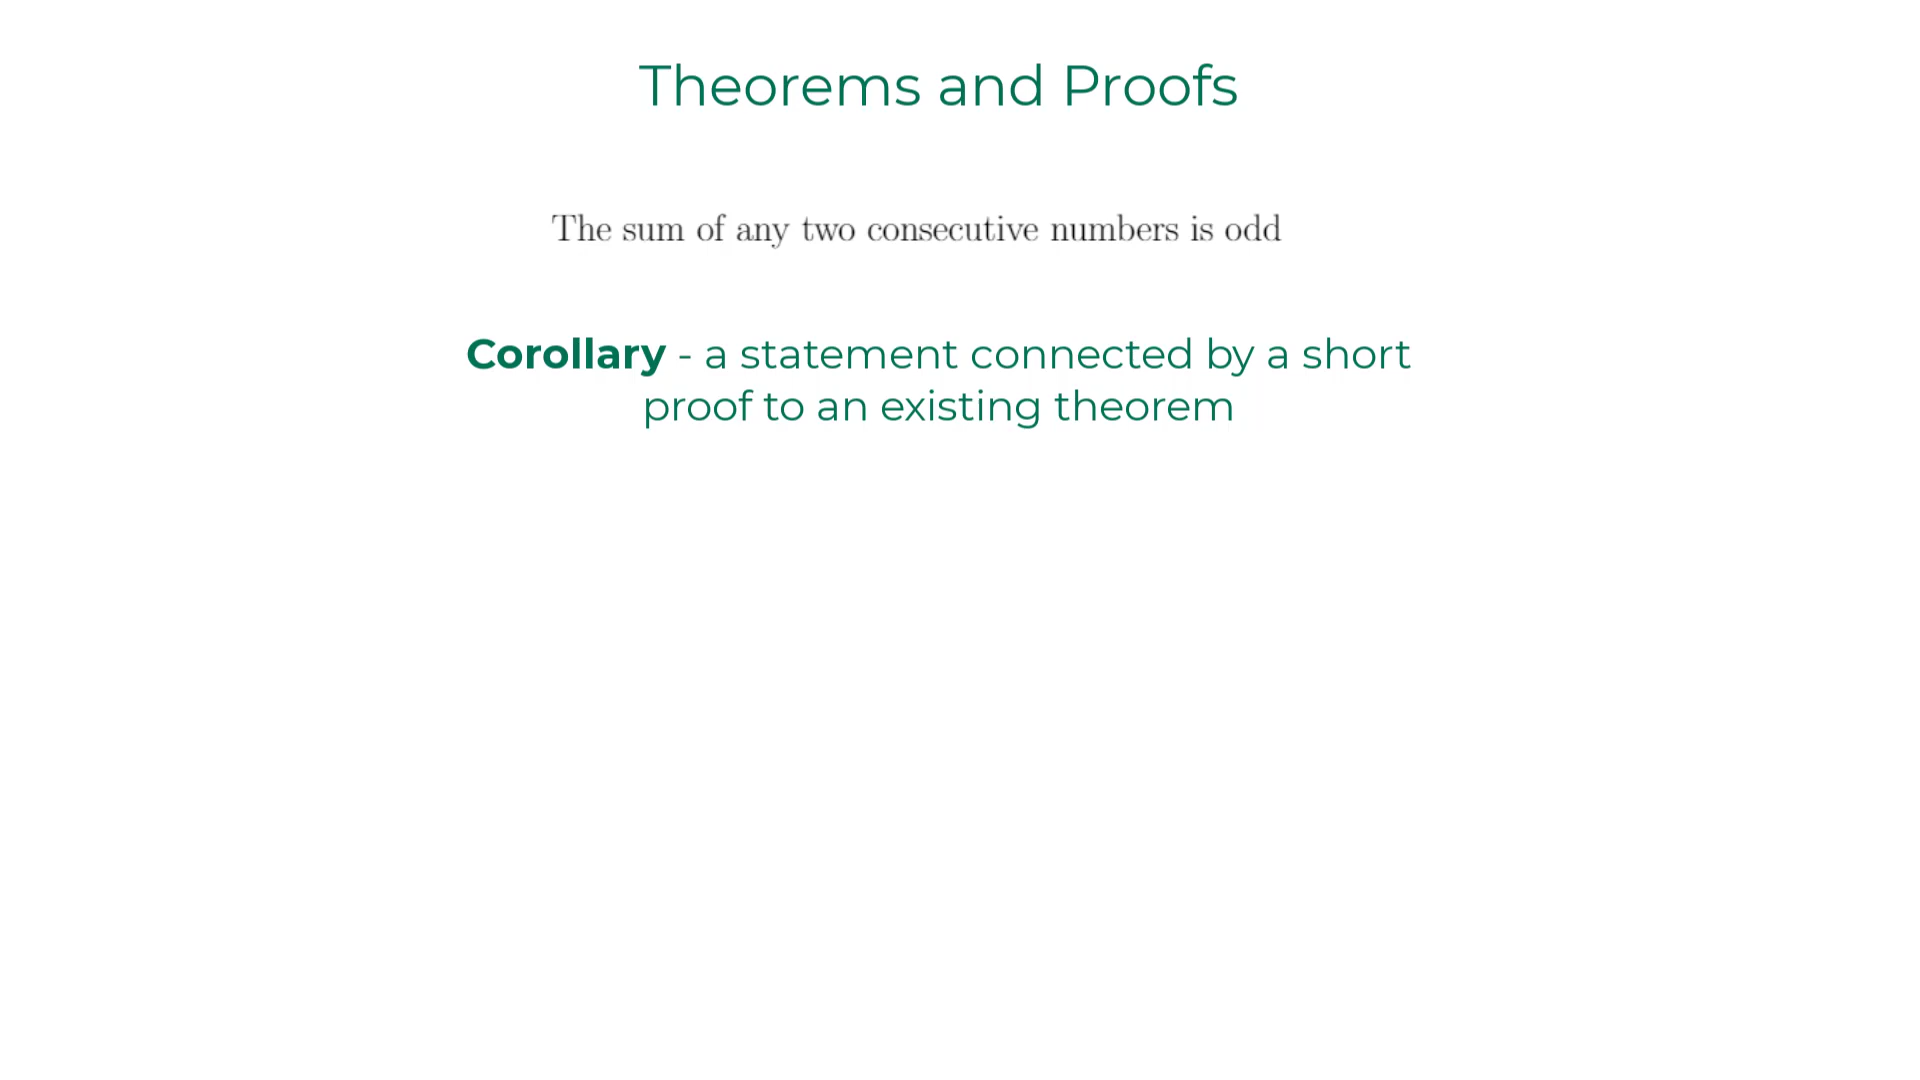 Theorems and Proofs
The sum of any two consecutive numbers is odd
Corollary - a statement connected by a short
proof to an existing theorem